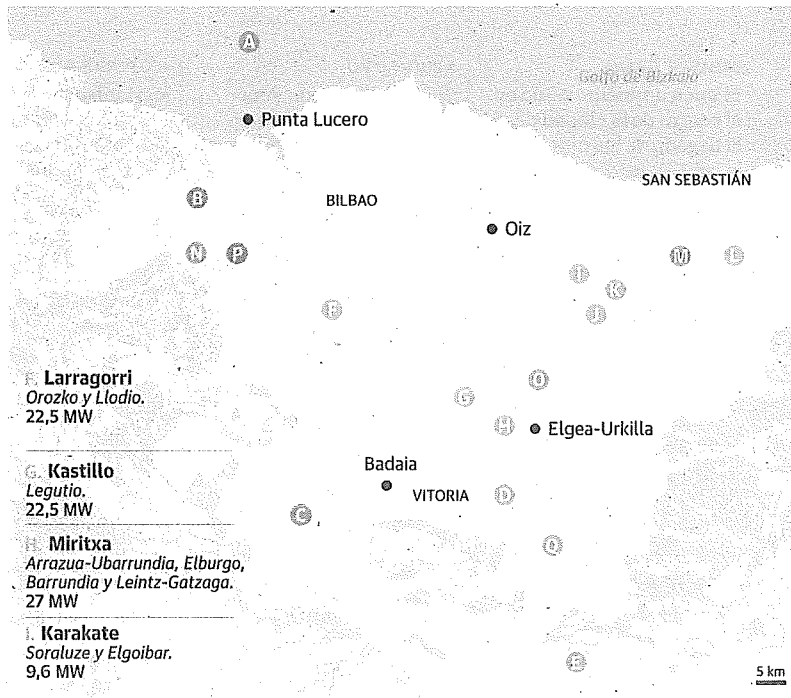 A
Golfo de Bizkaia
Punta Lucero
SAN SEBASTIÁN
B
BILBAO
Oiz
N
P
M
L
I
K
F
J
F. Larragorri
Orozko y Llodio.
22,5 MW
O
G
H
Elgea-Urkilla
G. Kastillo
Legutio.
22,5 MW
Badaia
VITORIA
D
C
H. Miritxa
Arrazua-Ubarrundia, Elburgo,
Barrundia y Leintz-Gatzaga.
27 MW
I. Karakate
Soraluze y Elgoibar.
9,6 MW
E
5 km